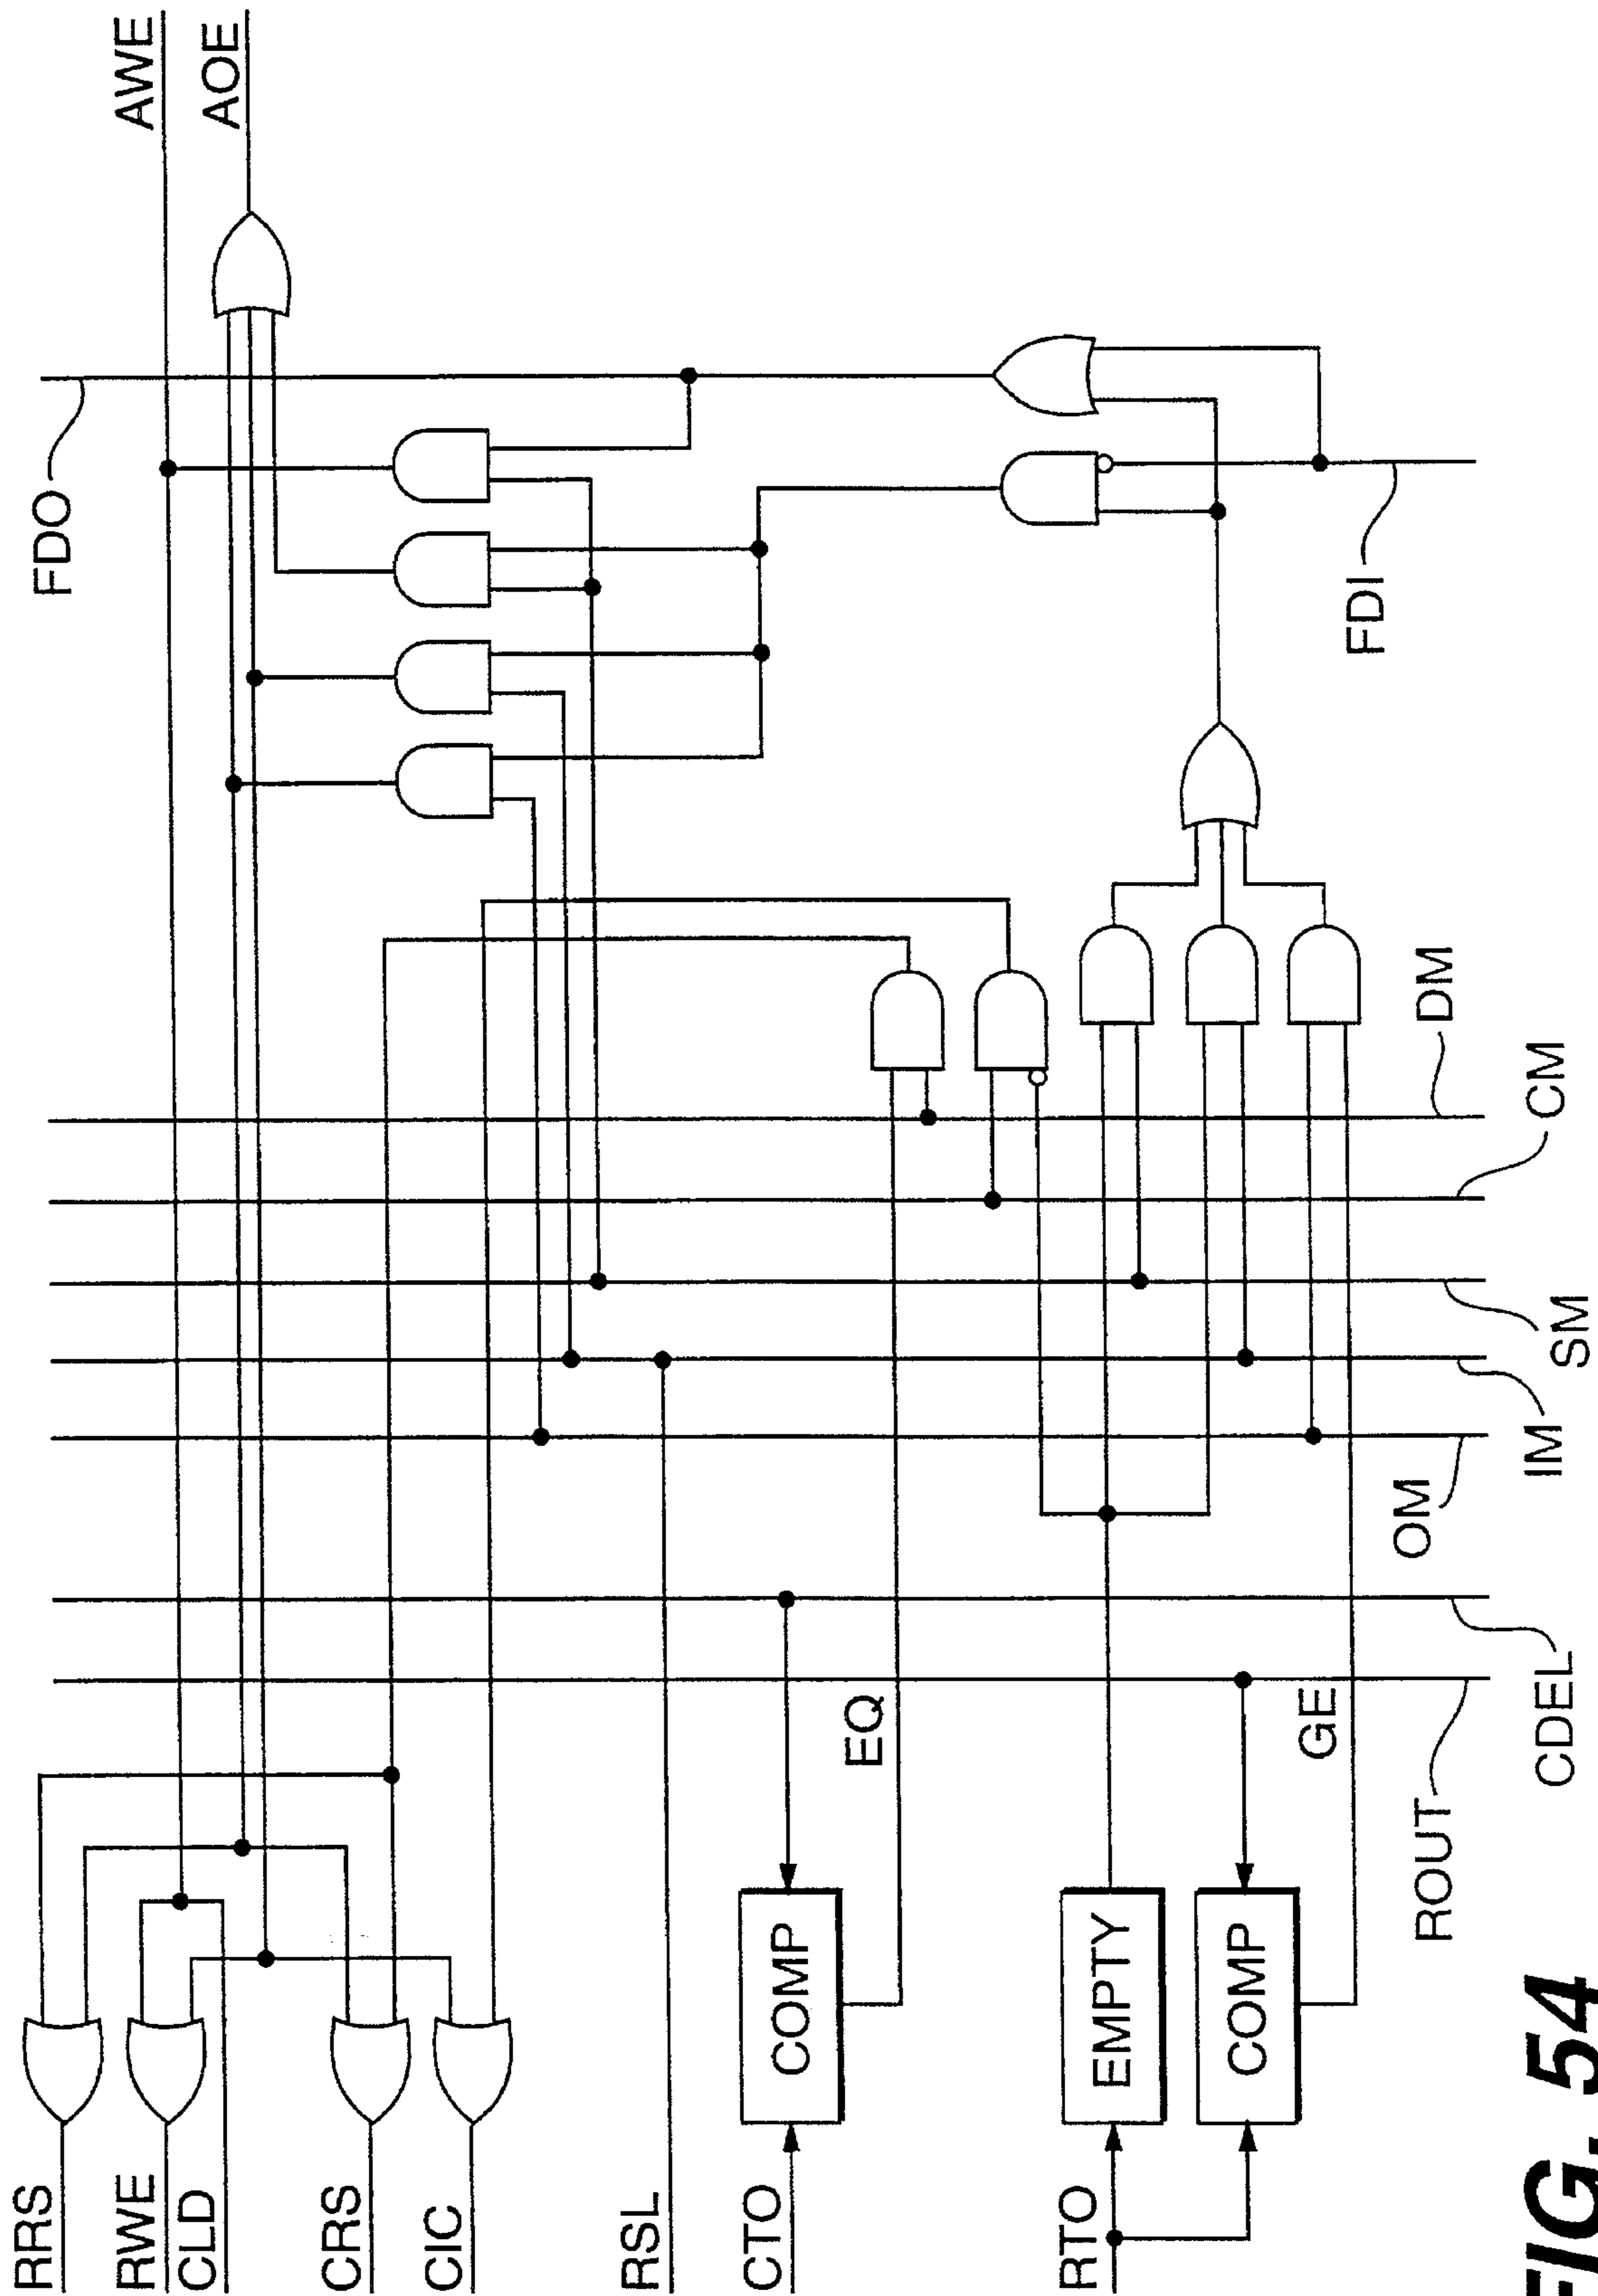 AWE
AOE
FDO
FDI
DM
CM
SM
IM
OM
CDEL
ROUT
EQ
GE
COMP
EMPTY
COMP
RRS
RWE
CLD
CRS
CIC
RSL
CTO
RTO
FIG. 54